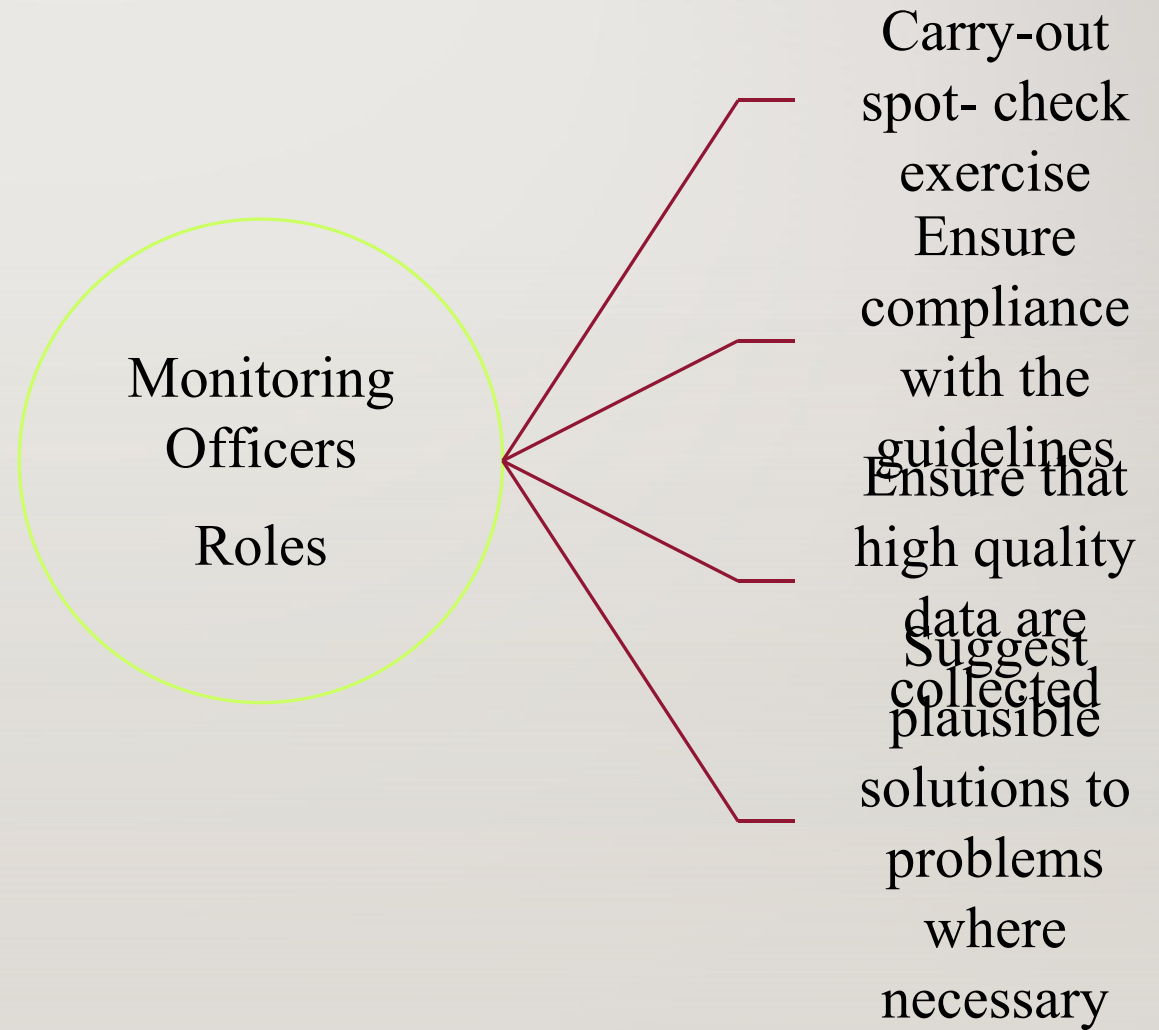 Monitoring
Officers
Roles
Carry-out
spot- check
exercise
Ensure
compliance
with the
guidelines
Ensure that
high quality
data are
collected
Suggest
plausible
solutions to
problems
where
necessary